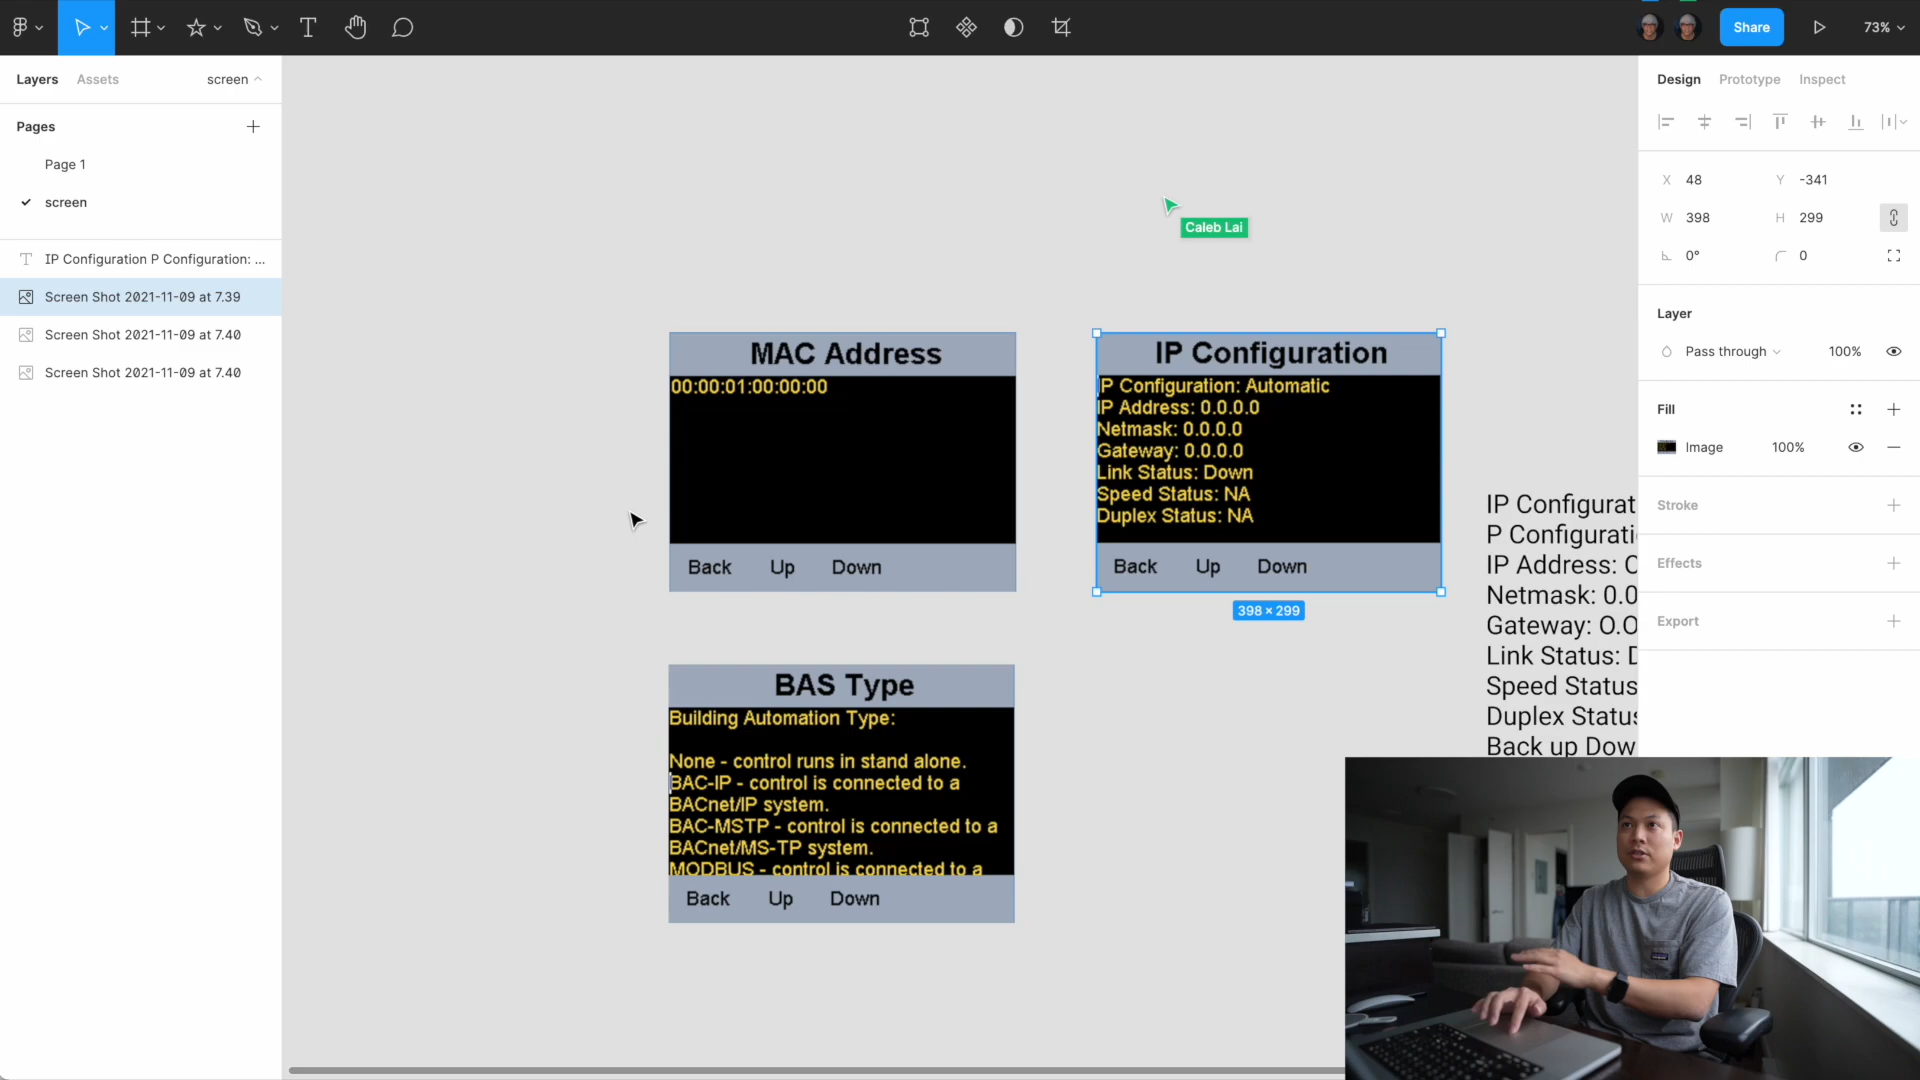 Share
73%
Layers
Assets
screen
Design
Prototype
Inspect
Pages
Page 1
screen
IP Configuration P Configuration: ...
Screen Shot 2021-11-09 at 7.39
Screen Shot 2021-11-09 at 7.40
Screen Shot 2021-11-09 at 7.40
Caleb Lai
MAC Address
00:00:01:00:00:00
Back Up Down
IP Configuration
IP Configuration: Automatic
IP Address: 0.0.0.0
Netmask: 0.0.0.0
Gateway: 0.0.0.0
Link Status: Down
Speed Status: NA
Duplex Status: NA
Back Up Down
398 × 299
BAS Type
Building Automation Type:
None - control runs in stand alone.
BAC-IP - control is connected to a
BACnet/IP system.
BAC-MSTP - control is connected to a
BACnet/MS-TP system.
MODBUS - control is connected to a
Back Up Down
IP Configurat
P Configurati
IP Address: 
Netmask: 0.0
Gateway: O.O
Link Status: 
Speed Status
Duplex Status
Back up Dow
X 48 Y -341
W 398 H 299
0° 0
Layer
Pass through 100%
Fill
Image 100%
Stroke
Effects
Export